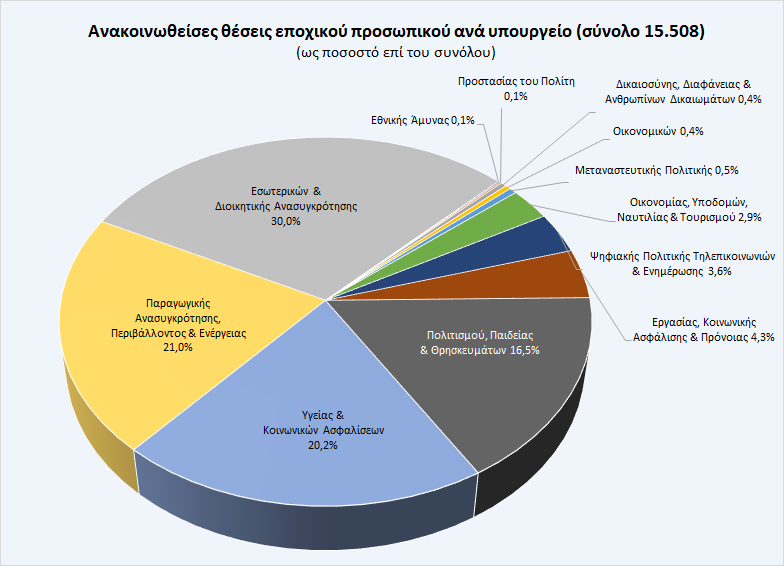 Ανακοινωθείσες θέσεις εποχικού προσωπικού ανά υπουργείο (σύνολο 15.508)
(ως ποσοστό επί του συνόλου)
Προστασίας του Πολίτη
0,1%
Εθνικής Άμυνας 0,1%
Δικαιοσύνης, Διαφάνειας &
Ανθρωπίνων Δικαιωμάτων 0,4%
Οικονομικών 0,4%
Μεταναστευτικής Πολιτικής 0,5%
Οικονομίας, Υποδομών,
Ναυτιλίας & Τουρισμού 2,9%
Ψηφιακής Πολιτικής Τηλεπικοινωνιών
& Ενημέρωσης 3,6%
Εργασίας, Κοινωνικής
Ασφάλισης & Πρόνοιας 4,3%
Πολιτισμού, Παιδείας
& Θρησκευμάτων 16,5%
Υγείας &
Κοινωνικών Ασφαλίσεων
20,2%
Παραγωγικής
Ανασυγκρότησης,
Περιβάλλοντος & Ενέργειας
21,0%
Εσωτερικών &
Διοικητικής Ανασυγκρότησης
30,0%